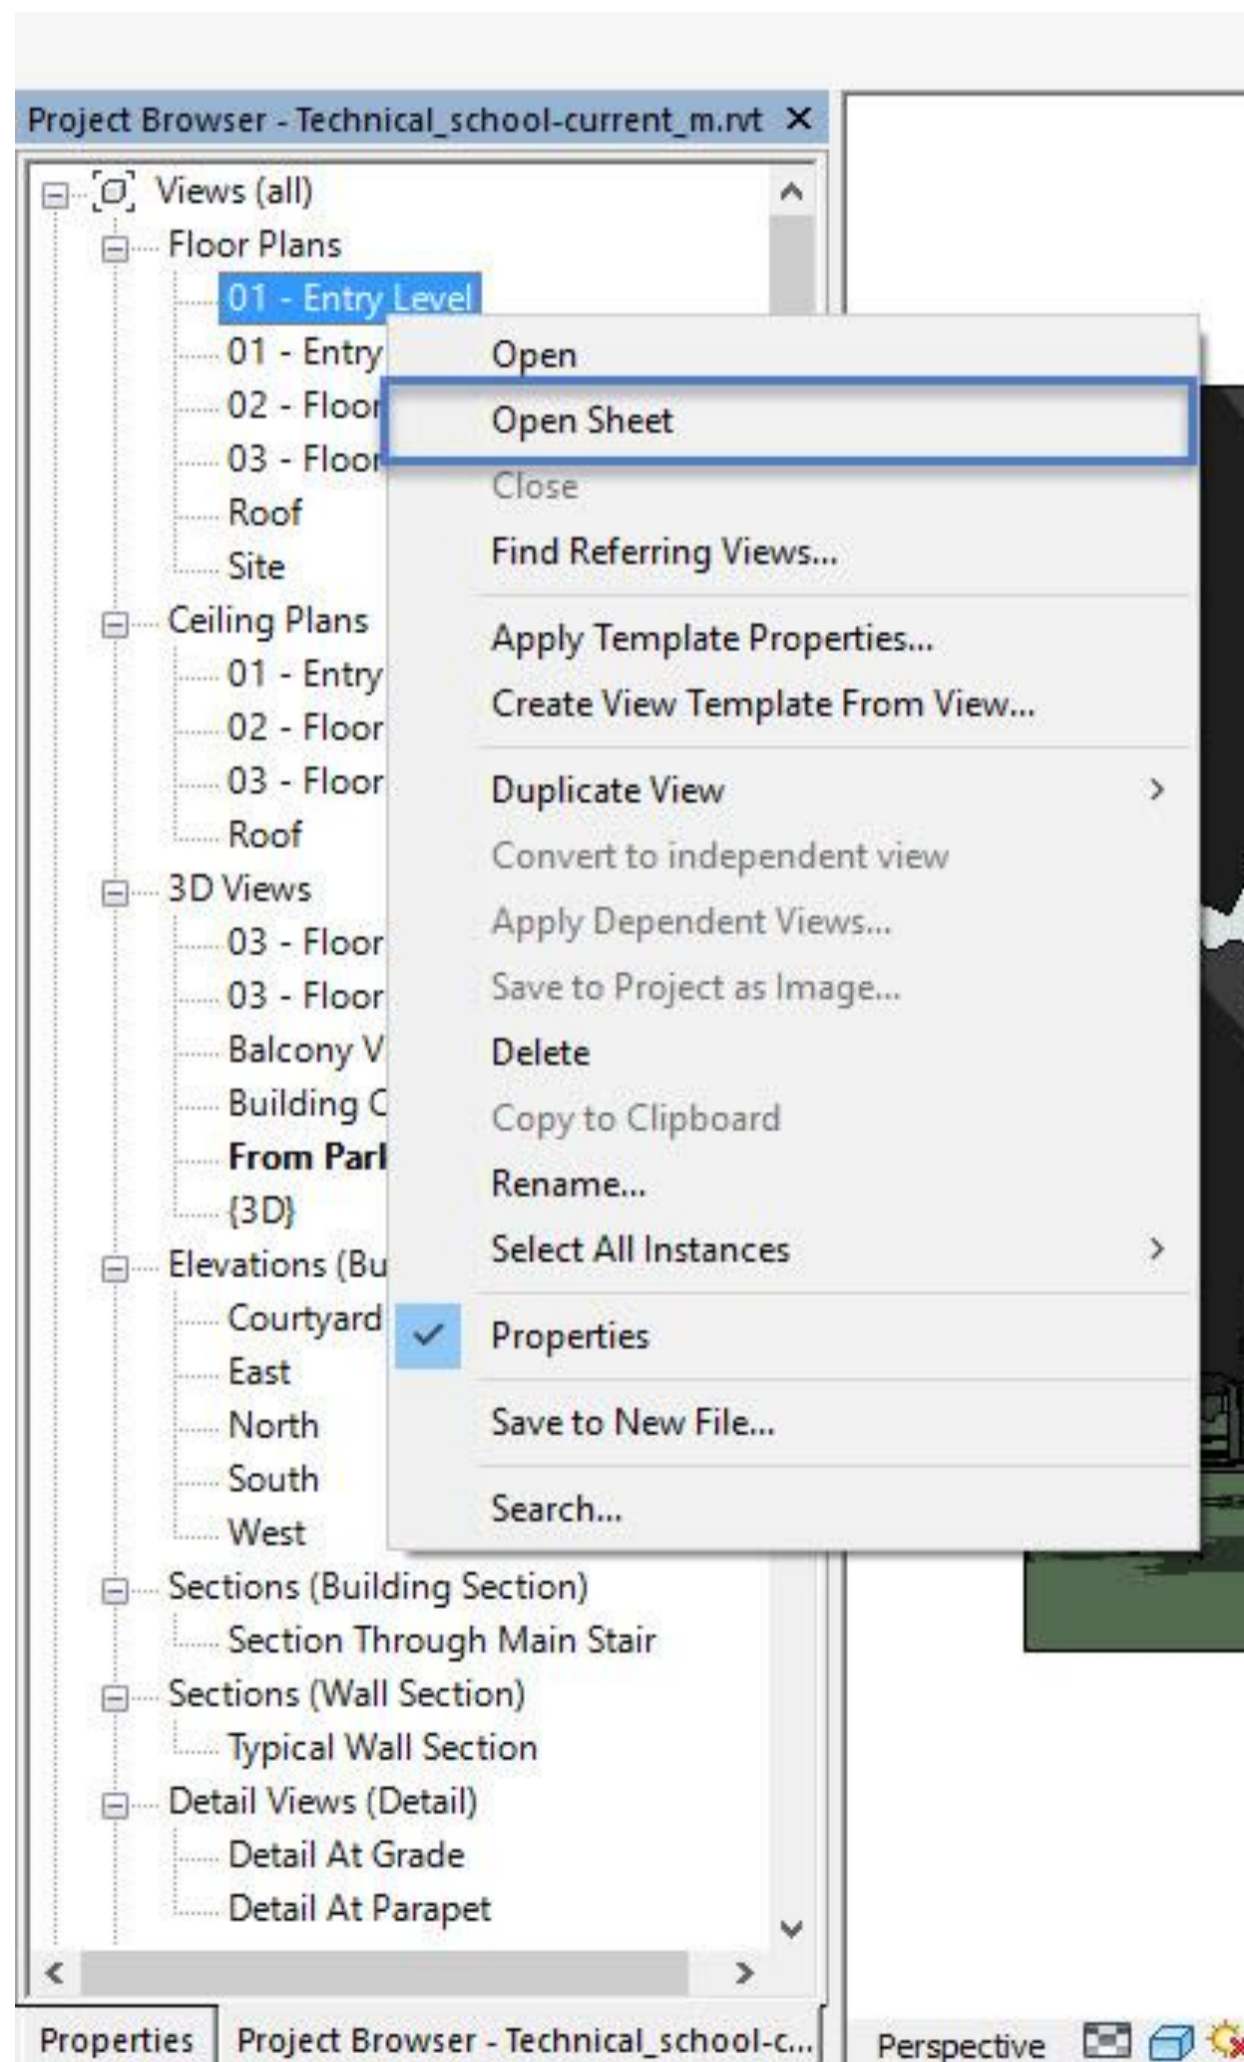 Project Browser - Technical_school-current_m.rvt
Views (all)
Floor Plans
01 - Entry Level
01 - Entry
02 - Floor
03 - Floor
Roof
Site
Ceiling Plans
01 - Entry
02 - Floor
03 - Floor
Roof
3D Views
03 - Floor
03 - Floor
Balcony V
Building C
From Park
{3D}
Elevations (Bu
Courtyard
East
North
South
West
Sections (Building Section)
Section Through Main Stair
Sections (Wall Section)
Typical Wall Section
Detail Views (Detail)
Detail At Grade
Detail At Parapet
Open
Open Sheet
Close
Find Referring Views...
Apply Template Properties...
Create View Template From View...
Duplicate View
Convert to independent view
Apply Dependent Views...
Save to Project as Image...
Delete
Copy to Clipboard
Rename...
Select All Instances
Properties
Save to New File...
Search...
Properties
Project Browser - Technical_school-c...
Perspective